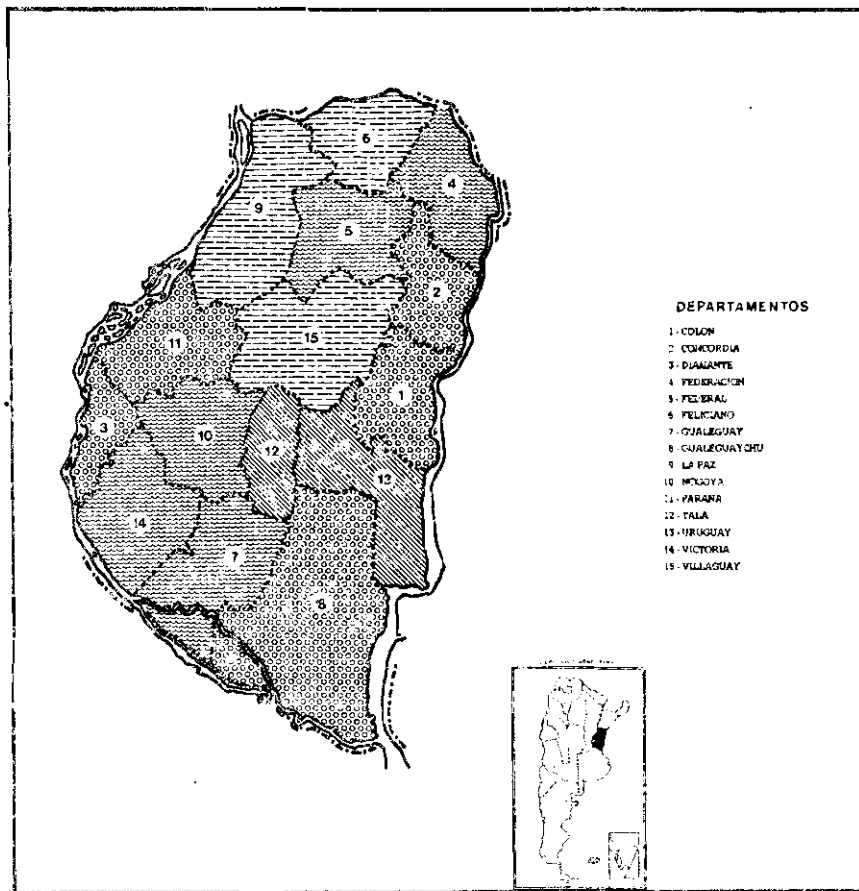 6
4
9
5
2
11
15
1
3
10
12
13
14
7
8
DEPARTAMENTOS
1 - COLON
2 CONCORDIA
3 - DIAMANTE
4 FEDERACION
5 - FEDERAL
6 FELICIANO
7 - GUALEGUAY
8 - GUALEGUAYCHU
9 LA PAZ
10 NOGOYA
11 - PARANA
12 - TALA
13 - URUGUAY
14 - VICTORIA
15 - VILLAGUAY